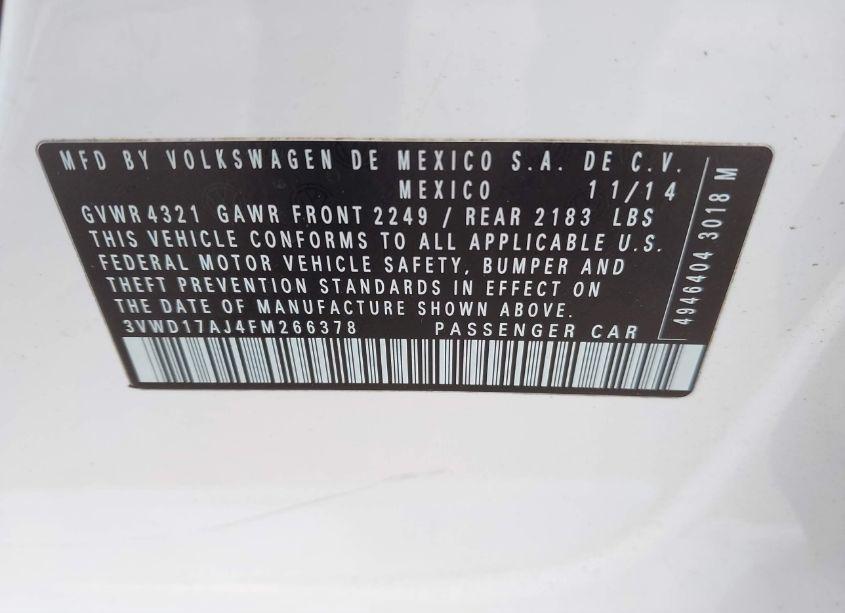 MFD BY VOLKSWAGEN DE MEXICO S.A. DE C.V.
MEXICO 11/14
GVWR 4321 GAWR FRONT 2249 / REAR 2183 LBS
THIS VEHICLE CONFORMS TO ALL APPLICABLE U.S.
FEDERAL MOTOR VEHICLE SAFETY, BUMPER AND
THEFT PREVENTION STANDARDS IN EFFECT ON
THE DATE OF MANUFACTURE SHOWN ABOVE.
3VWD17AJ4FM266378 PASSENGER CAR
4946404 3018 M